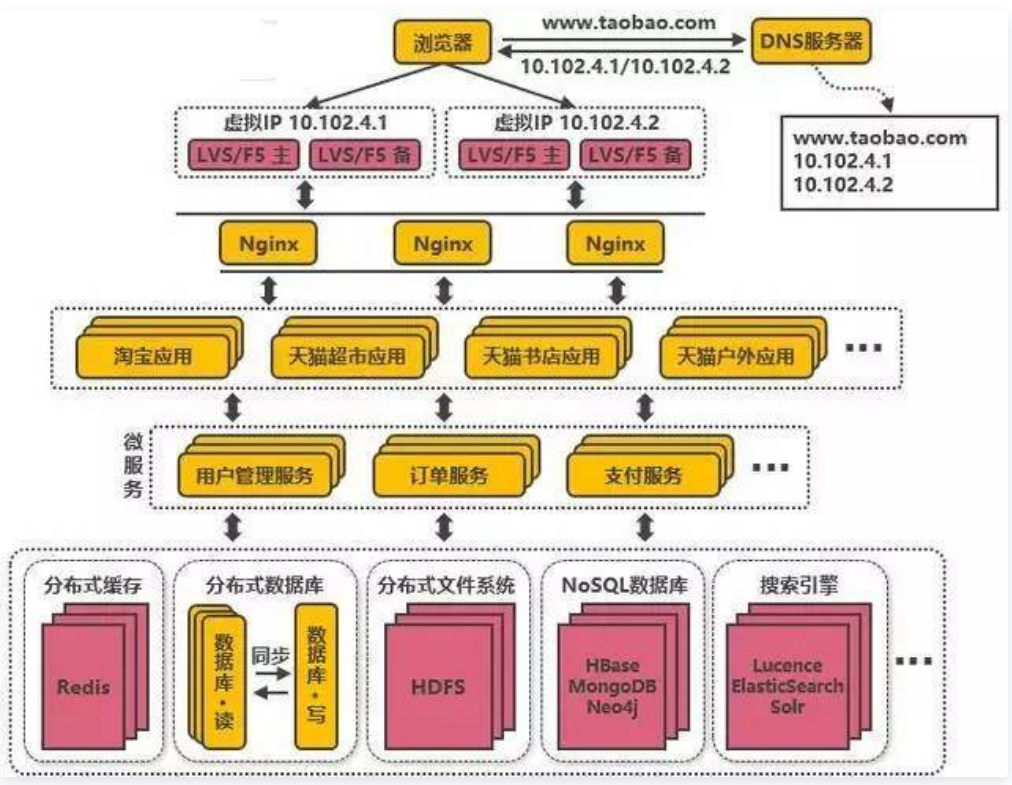 浏览器
www.taobao.com
10.102.4.1/10.102.4.2
DNS服务器
www.taobao.com
10.102.4.1
10.102.4.2
虚拟IP 10.102.4.1
LVS/F5 主
LVS/F5 备
虚拟IP 10.102.4.2
LVS/F5 主
LVS/F5 备
Nginx
Nginx
Nginx
淘宝应用
天猫超市应用
天猫书店应用
天猫户外应用
...
微服务
用户管理服务
订单服务
支付服务
...
分布式缓存
Redis
分布式数据库
数据库·读
同步
数据库·写
分布式文件系统
HDFS
NoSQL数据库
HBase
MongoDB
Neo4j
搜索引擎
Lucence
ElasticSearch
Solr
...